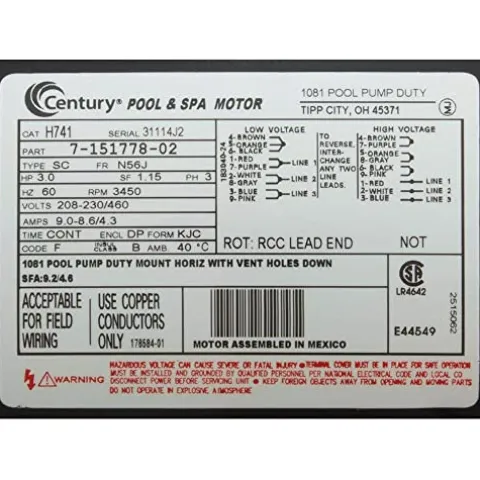 Century® POOL & SPA MOTOR
1081 POOL PUMP DUTY
TIPP CITY, OH 45371
CAT H741 SERIAL 31114J2
PART 7-151778-02
TYPE SC FR N56J
HP 3.0 SF 1.15 PH 3
HZ 60 RPM 3450
VOLTS 208-230/460
AMPS 9.0-8.6/4.3
TIME CONT ENCL DP FORM KJC
CODE F INSUL CLASS B AMB 40 °C
183840-24
LOW VOLTAGE
4-BROWN
5-ORANGE
6-BLACK
1-RED
7-PURPLE
2-WHITE
8-GRAY
3-BLUE
9-PINK
LINE 1
LINE 2
LINE 3
TO REVERSE, INTER-CHANGE ANY TWO LINE LEADS.
HIGH VOLTAGE
4-BROWN
7-PURPLE
5-ORANGE
8-GRAY
6-BLACK
9-PINK
1-RED
2-WHITE
3-BLUE
LINE 1
LINE 2
LINE 3
ROT: RCC LEAD END
NOT
1081 POOL PUMP DUTY MOUNT HORIZ WITH VENT HOLES DOWN
SFA:9.2/4.6
ACCEPTABLE FOR FIELD WIRING
USE COPPER CONDUCTORS ONLY 178584-01
MOTOR ASSEMBLED IN MEXICO
LR4642
2515062
E44549
WARNING
HAZARDOUS VOLTAGE CAN CAUSE SEVERE OR FATAL INJURY • TERMINAL COVER MUST BE IN PLACE FOR SAFE OPERATION
MUST BE INSTALLED AND GROUNDED BY QUALIFIED PERSONNEL PER NATIONAL ELECTRICAL CODE AND LOCAL CO
DISCONNECT POWER BEFORE SERVICING UNIT • KEEP FOREIGN OBJECTS AWAY FROM OPENING AND MOVING PARTS
DO NOT OPERATE IN EXPLOSIVE ATMOSPHERE